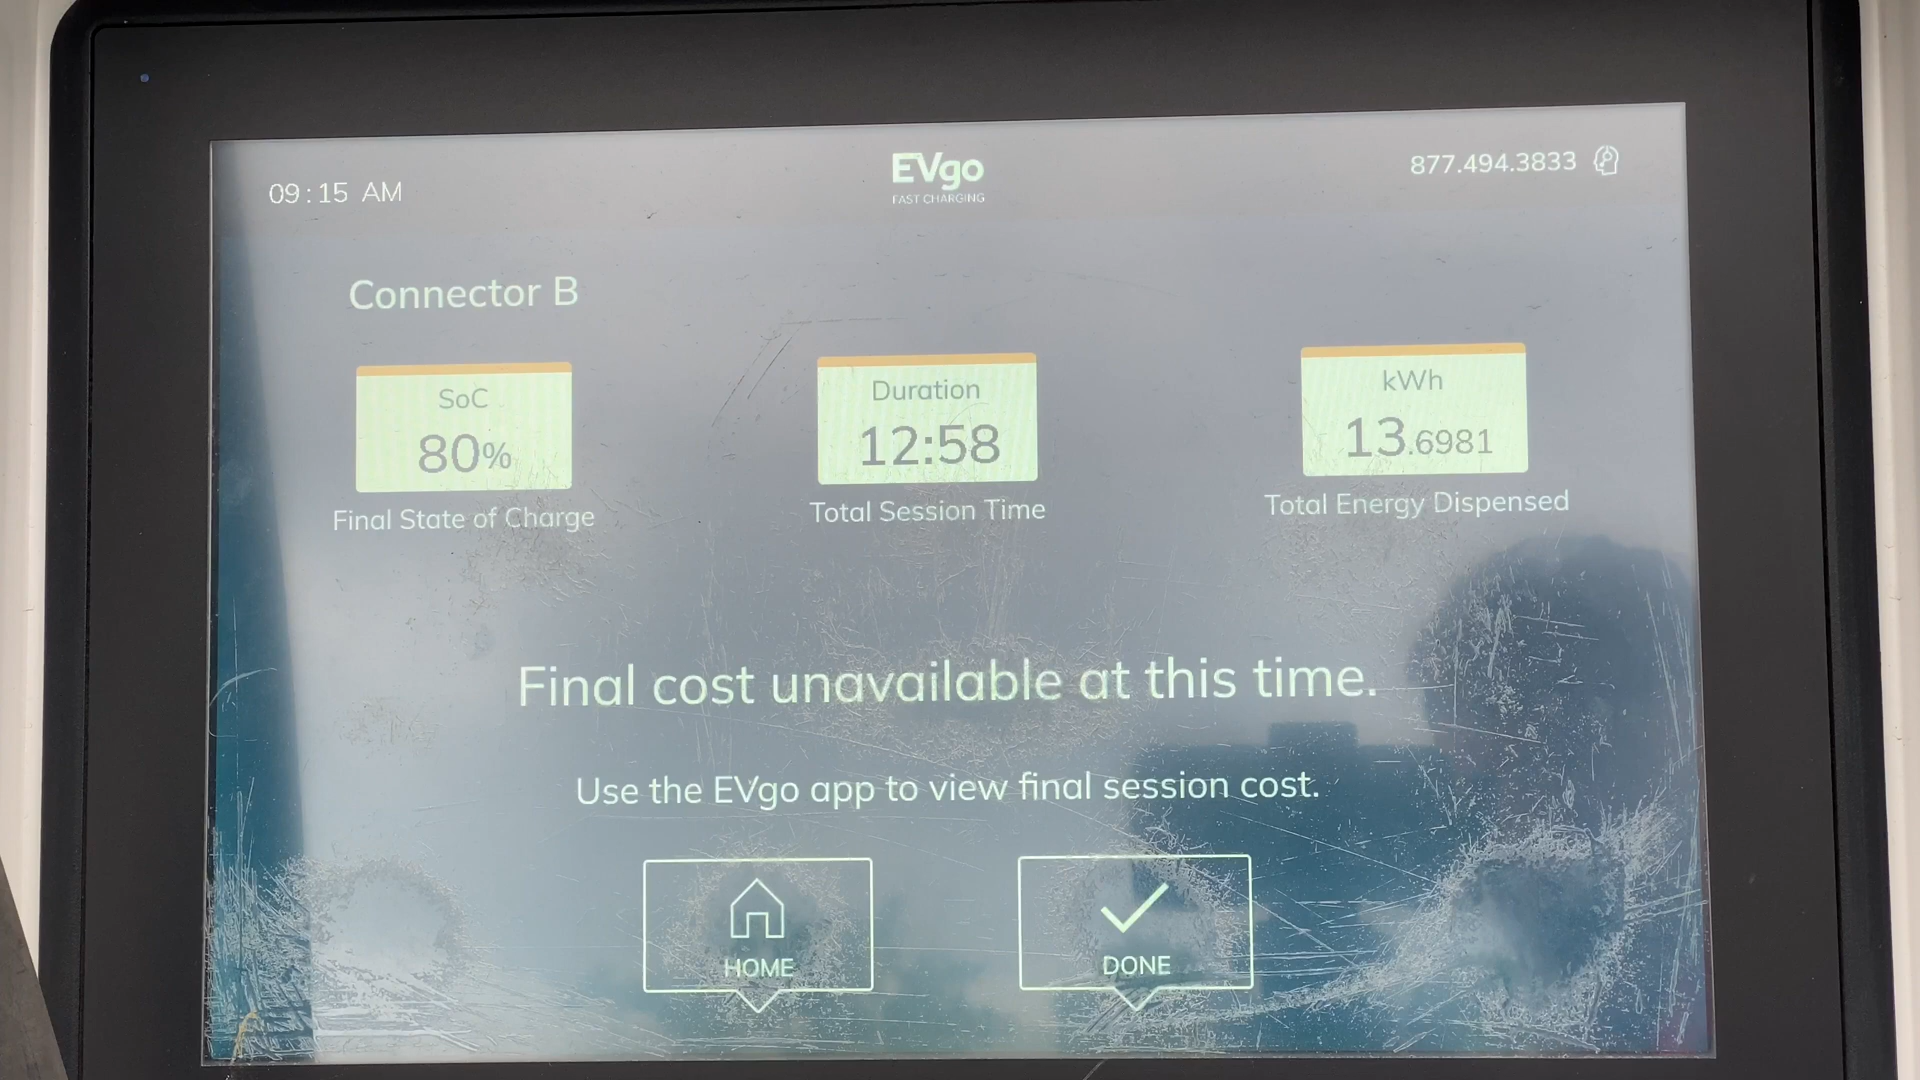 09:15 AM
EVgo
FAST CHARGING
877.494.3833
Connector B
SoC
80%
Final State of Charge
Duration
12:58
Total Session Time
kWh
13.6981
Total Energy Dispensed
Final cost unavailable at this time.
Use the EVgo app to view final session cost.
HOME
DONE